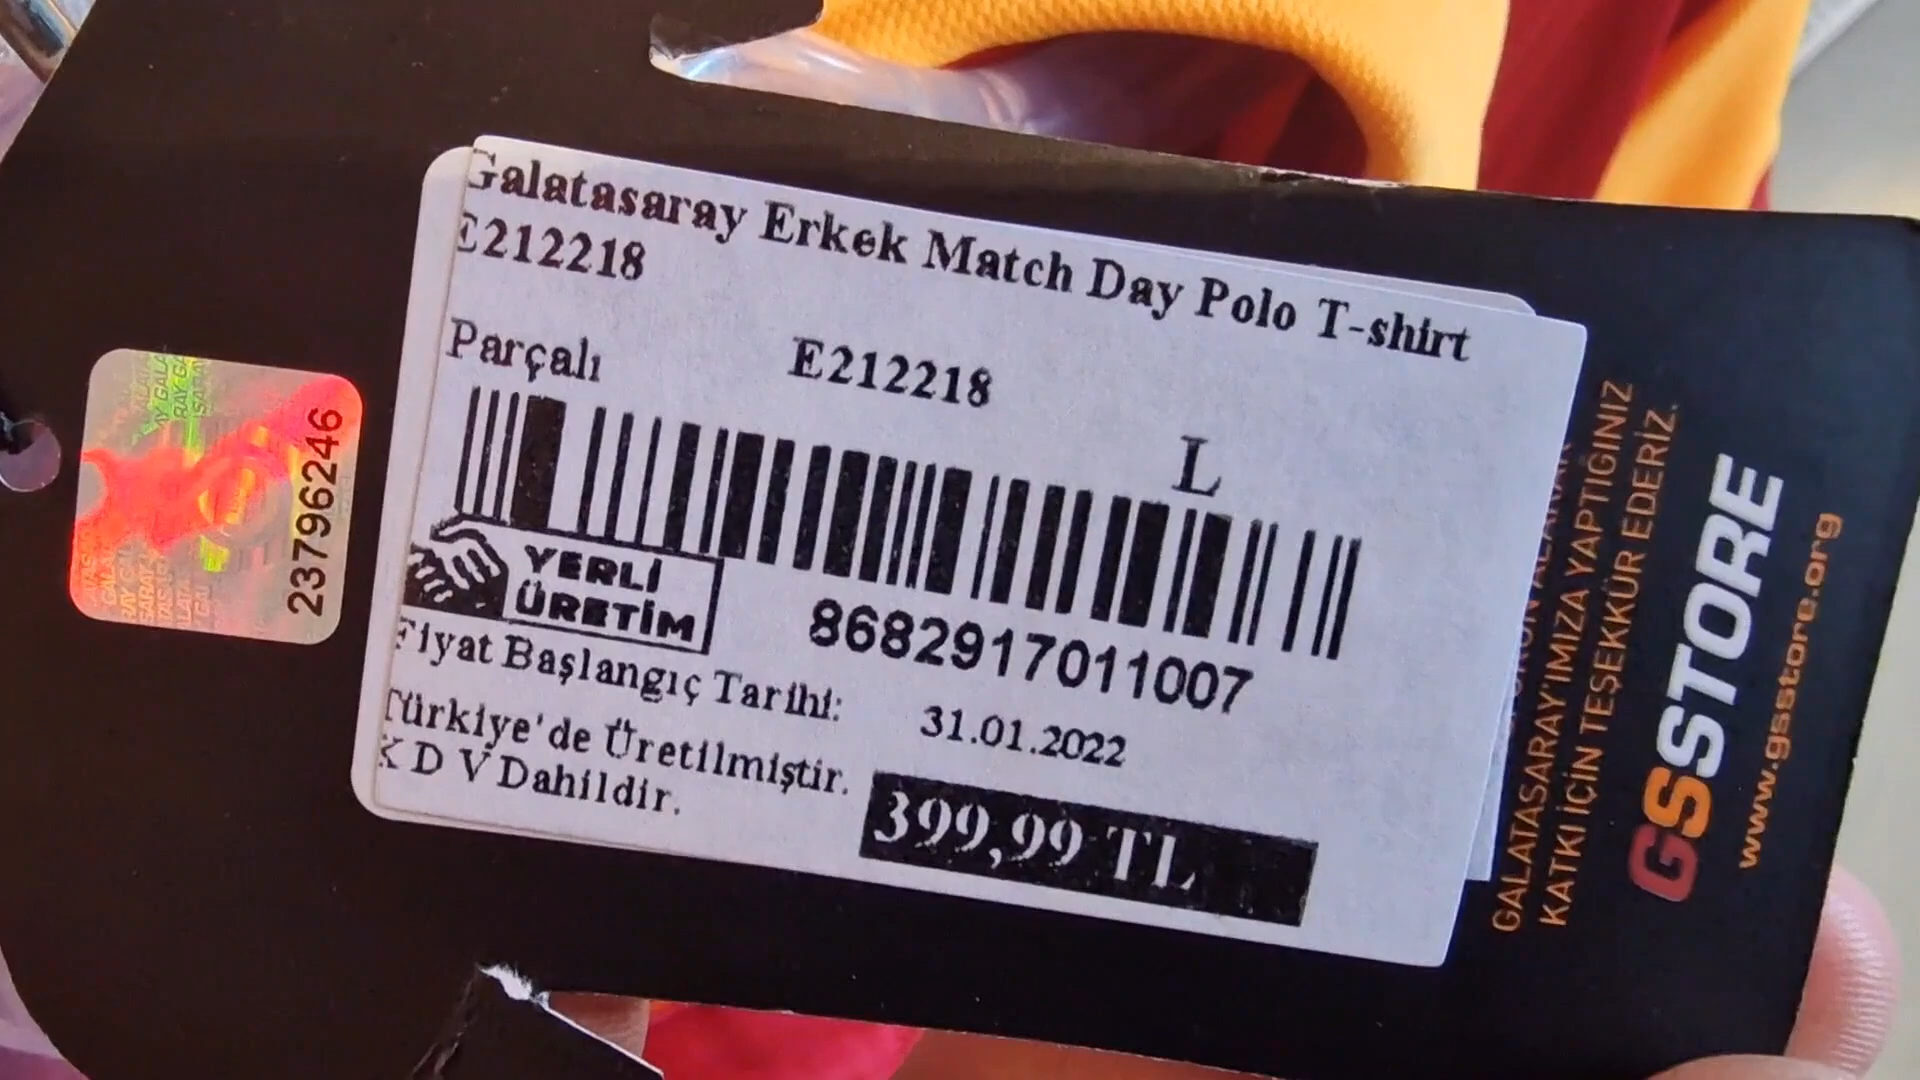 Galatasaray Erkek Match Day Polo T-shirt
E212218
Parçalı E212218
L
YERLİ
ÜRETİM
8682917011007
Fiyat Başlangıç Tarihi: 31.01.2022
Türkiye'de Üretilmiştir.
K D V Dahildir.
399,99 TL
23796246
GALATASARAY'IMIZA YAPTIĞINIZ
KATKI İÇİN TEŞEKKÜR EDERİZ.
GSSTORE
www.gsstore.org